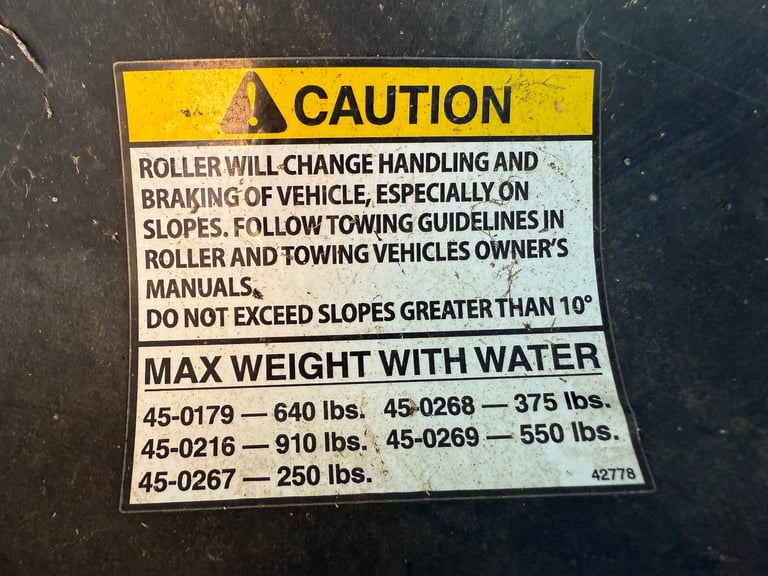 CAUTION
ROLLER WILL CHANGE HANDLING AND
BRAKING OF VEHICLE, ESPECIALLY ON
SLOPES. FOLLOW TOWING GUIDELINES IN
ROLLER AND TOWING VEHICLES OWNER'S
MANUALS.
DO NOT EXCEED SLOPES GREATER THAN 10°
MAX WEIGHT WITH WATER
45-0179 — 640 lbs. 45-0268 — 375 lbs.
45-0216 — 910 lbs. 45-0269 — 550 lbs.
45-0267 — 250 lbs.
42778